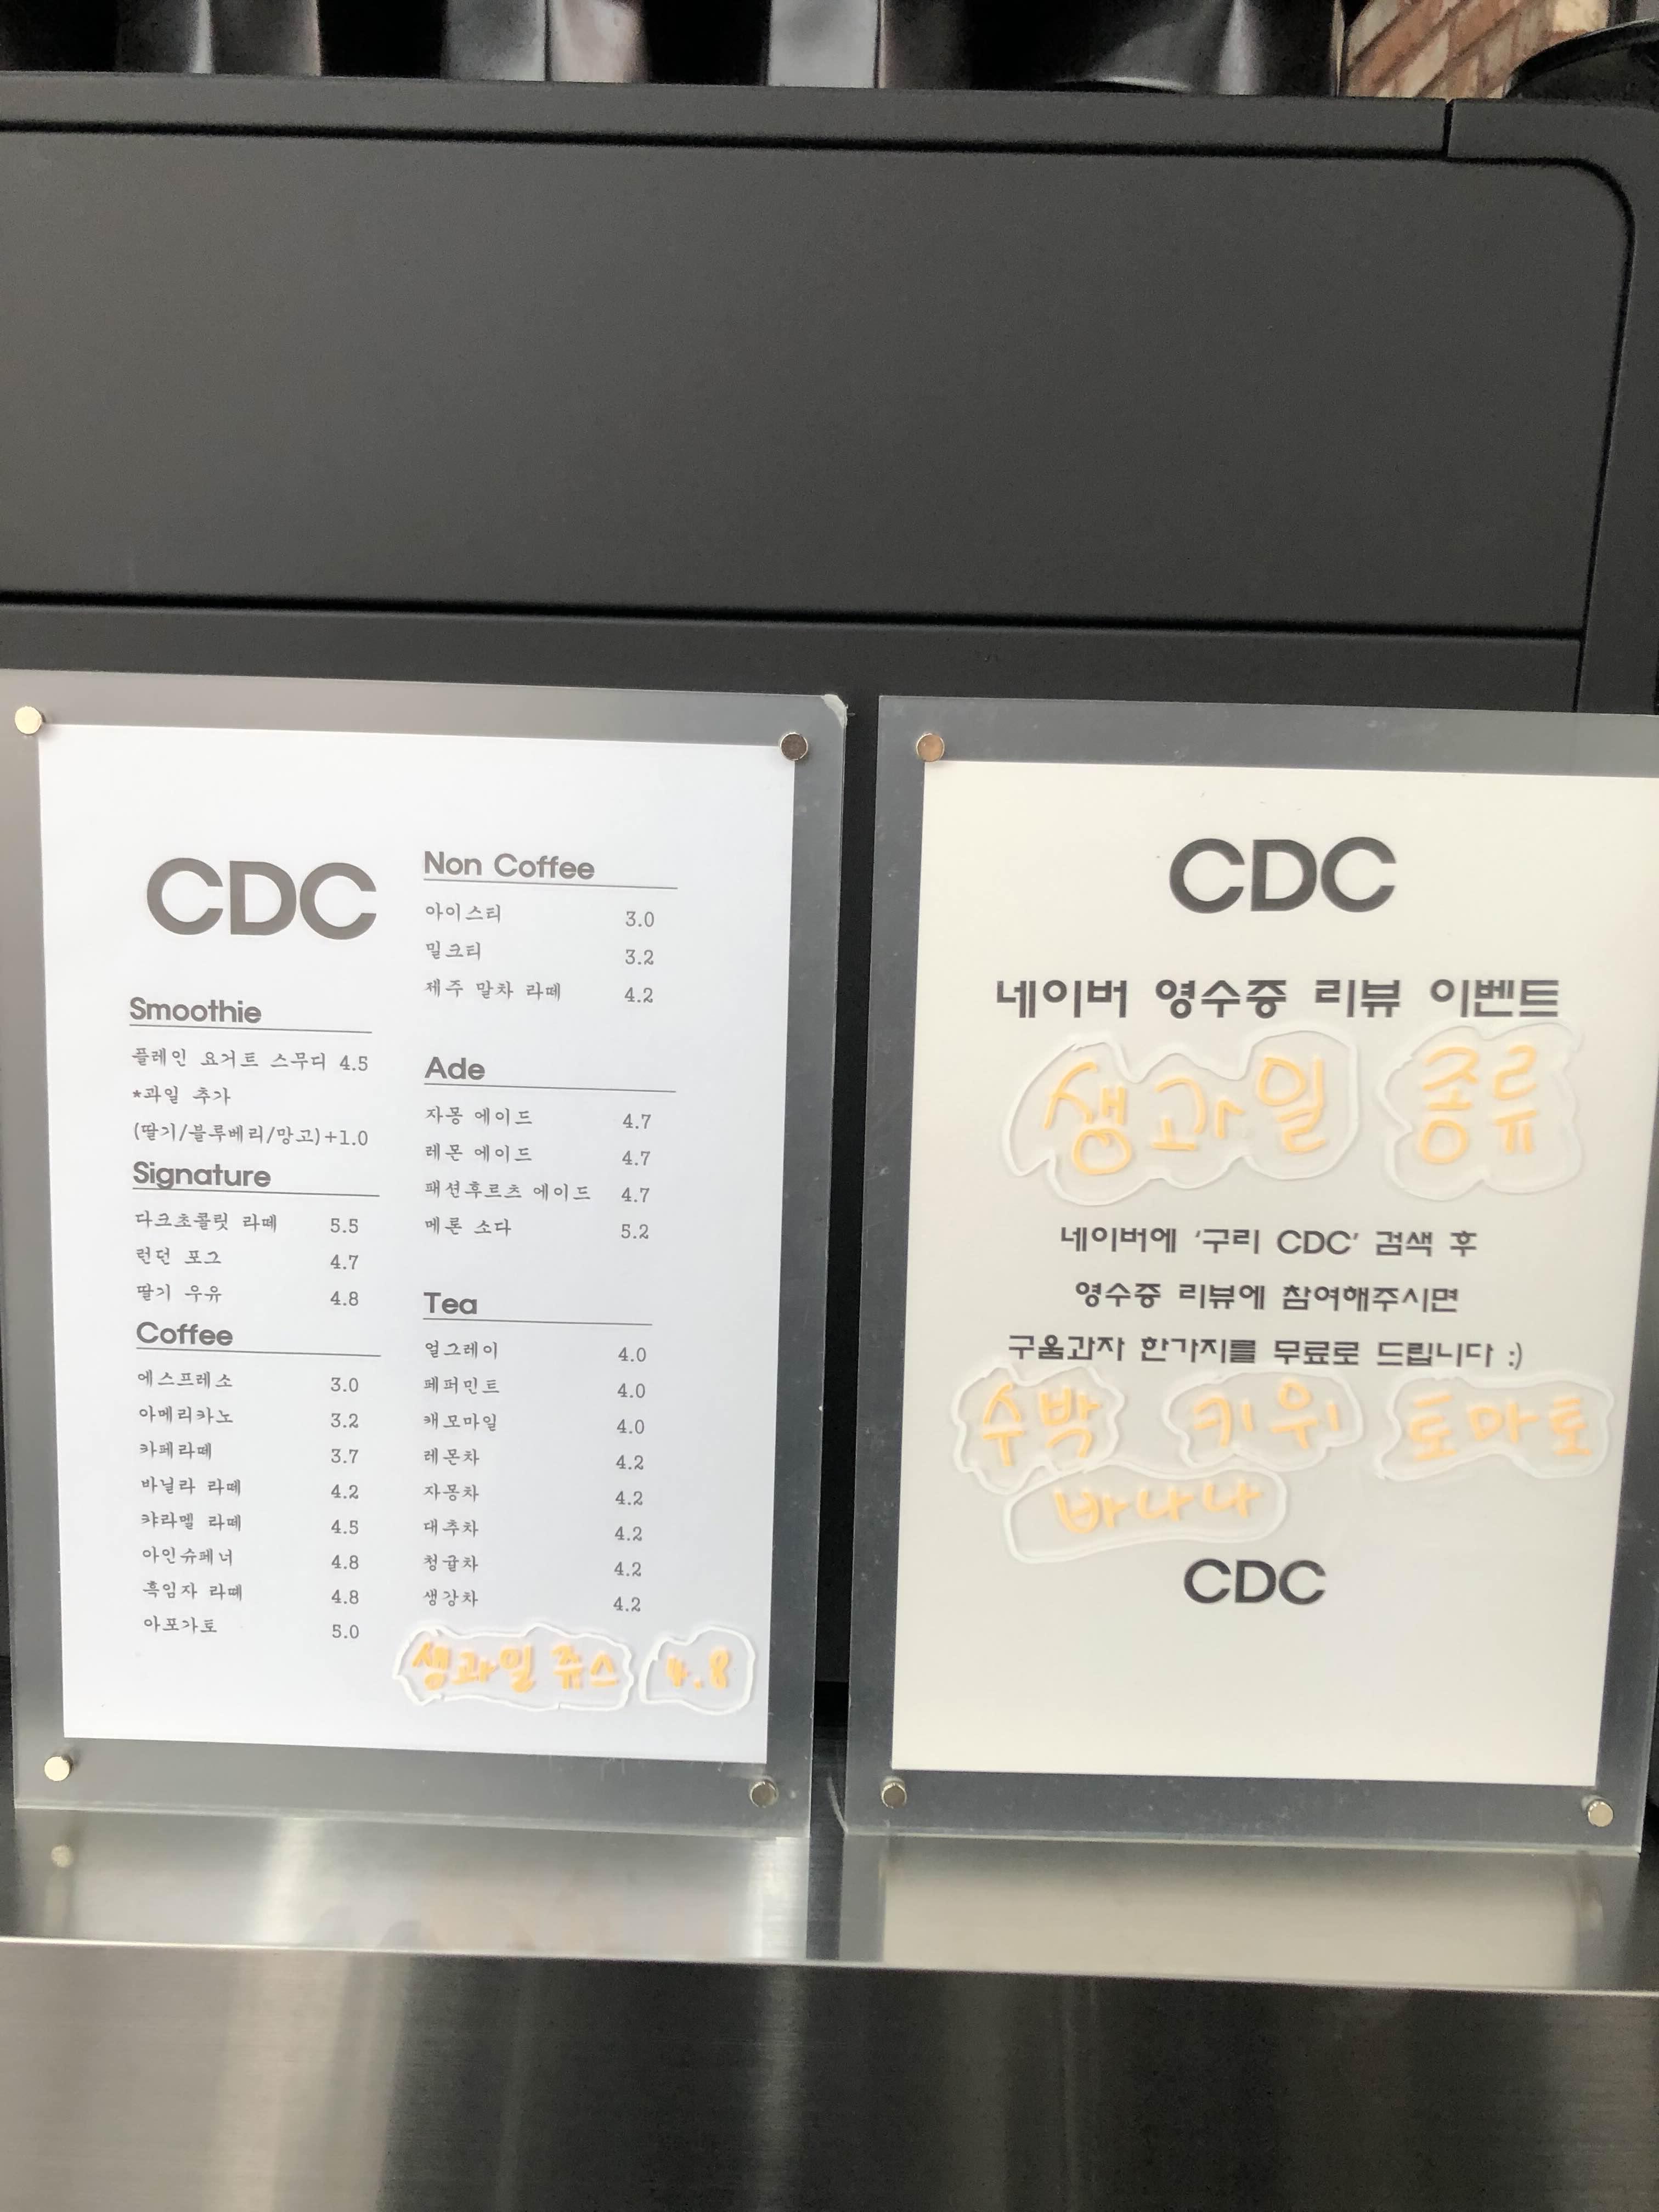 CDC
Smoothie
플레인 요거트 스무디 4.5
*과일 추가
(딸기/블루베리/망고)+1.0
Signature
다크초콜릿 라떼 5.5
런던 포그 4.7
딸기 우유 4.8
Coffee
에스프레소 3.0
아메리카노 3.2
카페라떼 3.7
바닐라 라떼 4.2
캬라멜 라떼 4.5
아인슈페너 4.8
흑임자 라떼 4.8
아포가토 5.0
Non Coffee
아이스티 3.0
밀크티 3.2
제주 말차 라떼 4.2
Ade
자몽 에이드 4.7
레몬 에이드 4.7
패션후르츠 에이드 4.7
메론 소다 5.2
Tea
얼그레이 4.0
페퍼민트 4.0
캐모마일 4.0
레몬차 4.2
자몽차 4.2
대추차 4.2
청귤차 4.2
생강차 4.2
생과일 쥬스 4.8
CDC
네이버 영수증 리뷰 이벤트
생과일 종류
네이버에 ‘구리 CDC’ 검색 후
영수증 리뷰에 참여해주시면
구움과자 한가지를 무료로 드립니다 :)
수박 키위 토마토
바나나
CDC